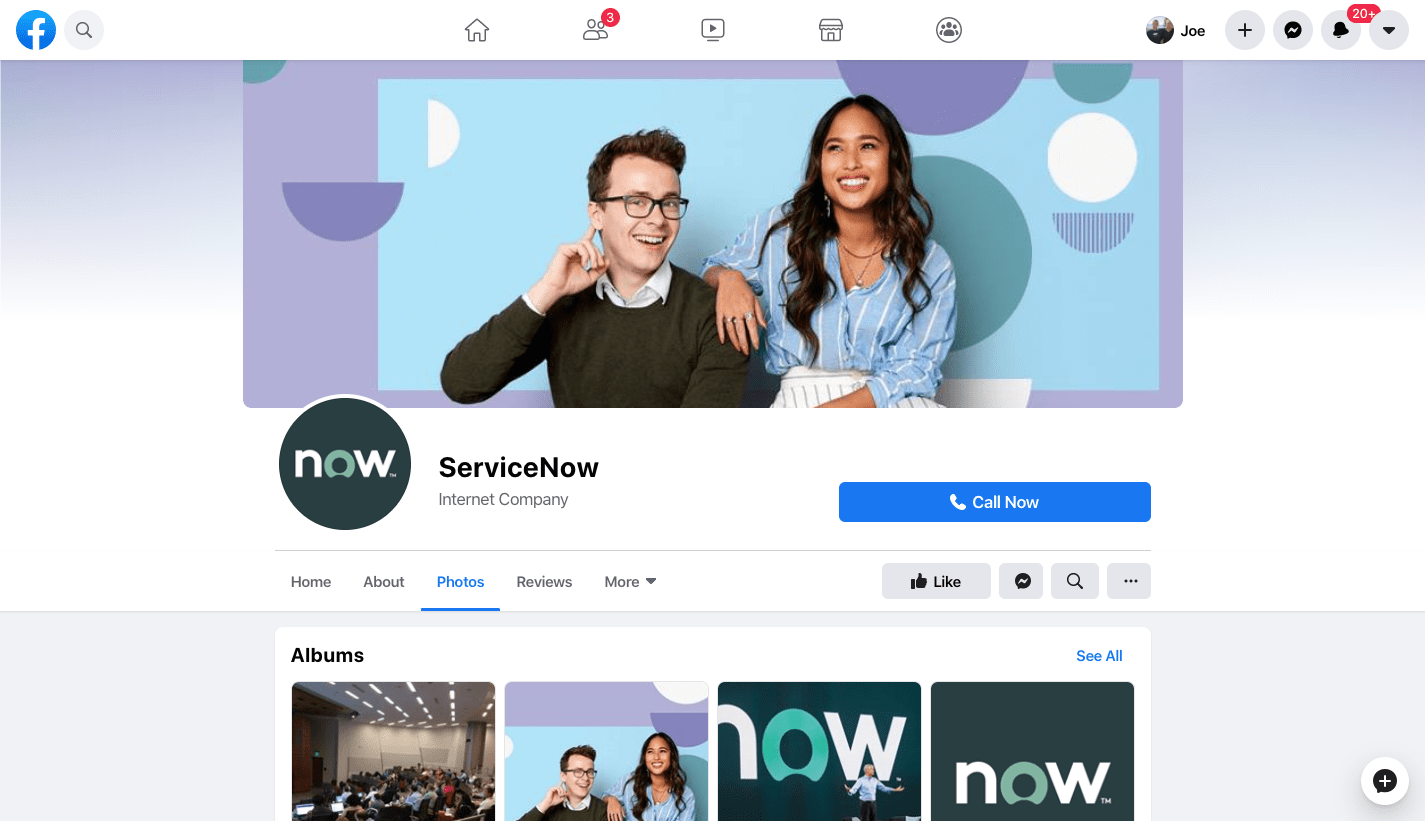 3
Joe
20+
now™
ServiceNow
Internet Company
Call Now
Home
About
Photos
Reviews
More
Like
Albums
See All
now™
now™